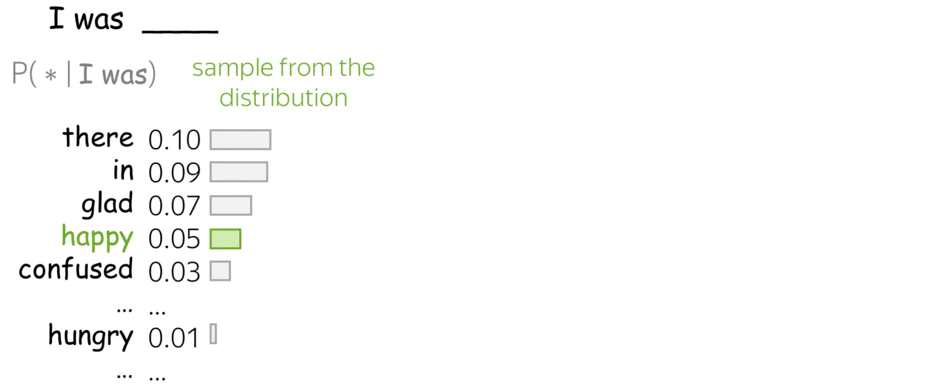 I was ____
P( * | I was)
sample from the
distribution
there 0.10
in 0.09
glad 0.07
happy 0.05
confused 0.03
... ...
hungry 0.01
... ...